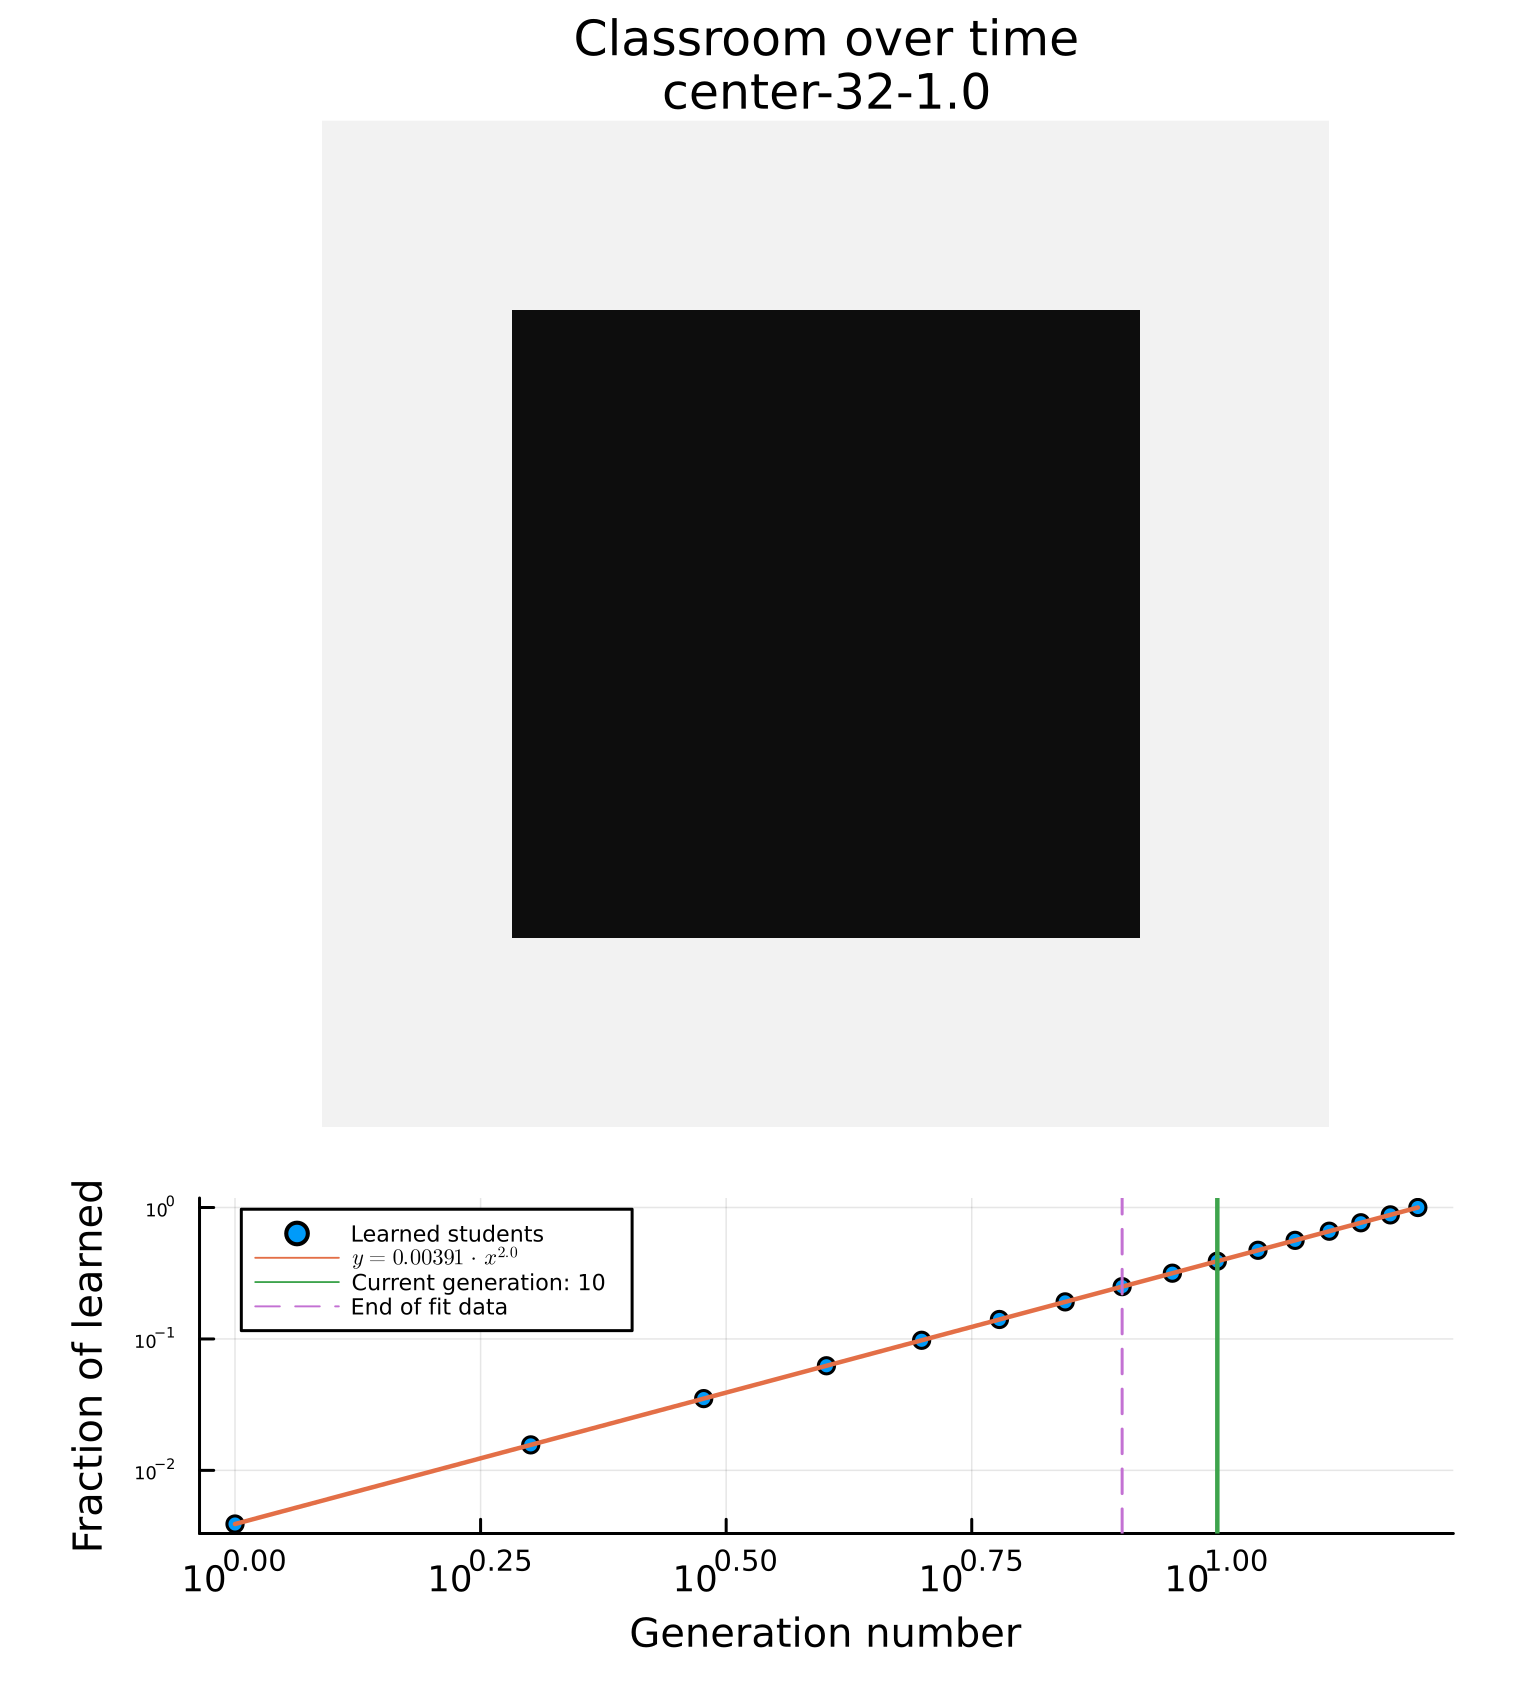 Classroom over time
center-32-1.0
Fraction of learned
10⁰
10⁻¹
10⁻²
Learned students
y = 0.00391 · x^2.0
Current generation: 10
End of fit data
10^0.00 10^0.25 10^0.50 10^0.75 10^1.00
Generation number